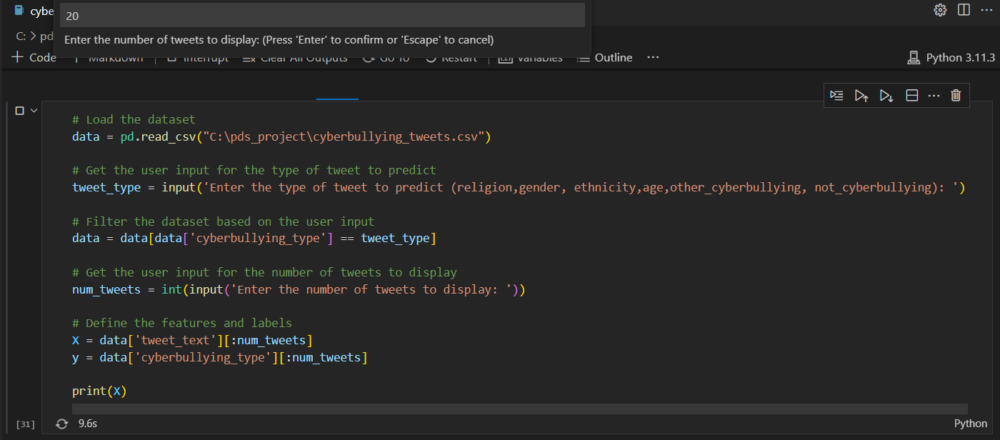 cybe
20
C: > pd
Enter the number of tweets to display: (Press 'Enter' to confirm or 'Escape' to cancel)
+ Code + Markdown Interrupt Clear All Outputs Go To Restart Variables Outline ... Python 3.11.3
# Load the dataset
data = pd.read_csv("C:\pds_project\cyberbullying_tweets.csv")
# Get the user input for the type of tweet to predict
tweet_type = input('Enter the type of tweet to predict (religion,gender, ethnicity,age,other_cyberbullying, not_cyberbullying): ')
# Filter the dataset based on the user input
data = data[data['cyberbullying_type'] == tweet_type]
# Get the user input for the number of tweets to display
num_tweets = int(input('Enter the number of tweets to display: '))
# Define the features and labels
X = data['tweet_text'][:num_tweets]
y = data['cyberbullying_type'][:num_tweets]
print(X)
[31] 9.6s Python